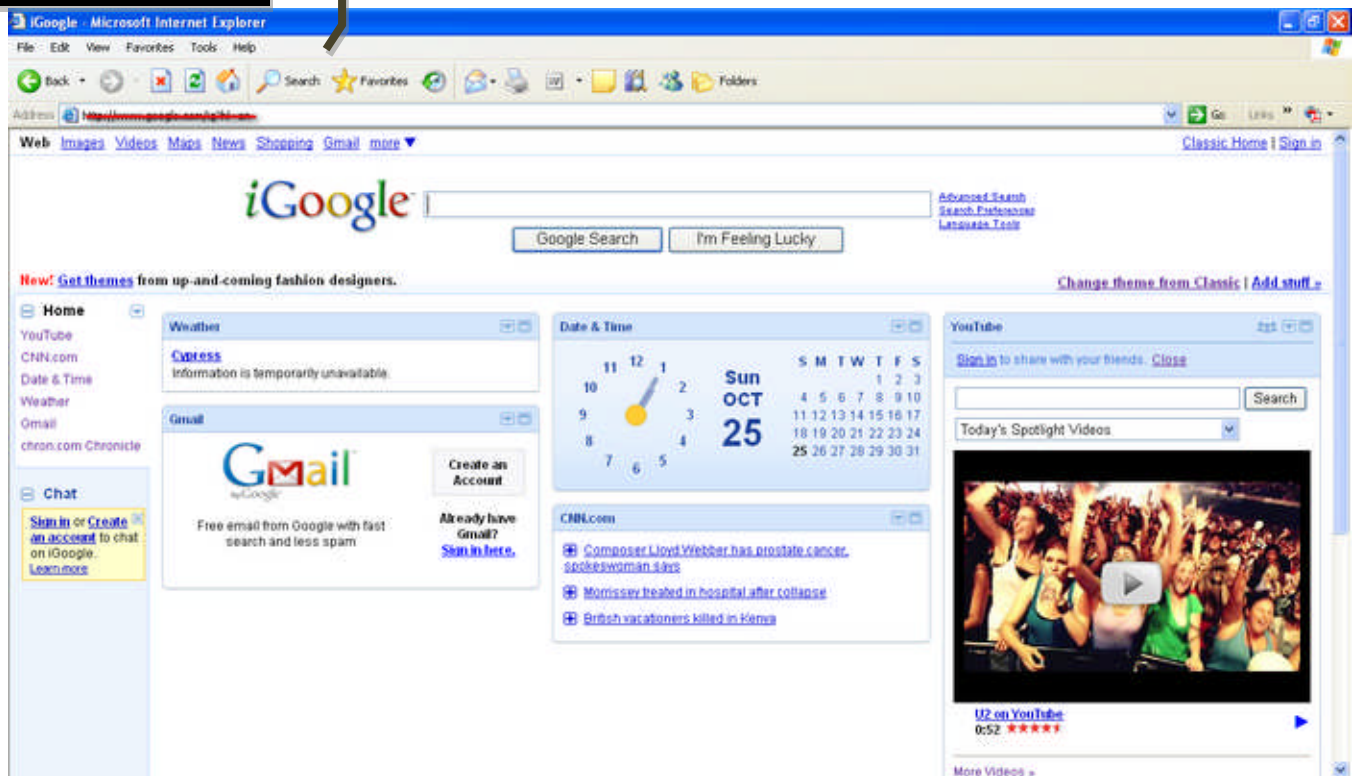 iGoogle - Microsoft Internet Explorer
File Edit View Favorites Tools Help
Back Search Favorites Folders
Address Go Links »
Web Images Videos Maps News Shopping Gmail more ▼
Classic Home | Sign in
iGoogle™
Advanced Search
Search Preferences
Language Tools
Google Search I'm Feeling Lucky
New! Get themes from up-and-coming fashion designers.
Change theme from Classic | Add stuff »
Home
YouTube
CNN.com
Date & Time
Weather
Gmail
chron.com Chronicle
Chat
Sign in or Create
an account to chat
on iGoogle.
Learn more
Weather
Cypress
Information is temporarily unavailable.
Gmail
Gmail
by Google
Free email from Google with fast
search and less spam
Create an
Account
Already have
Gmail?
Sign in here.
Date & Time
12
11 1
10 2
9 3
8 4
7 5
6
Sun
OCT
25
S M T W T F S
1 2 3
4 5 6 7 8 9 10
11 12 13 14 15 16 17
18 19 20 21 22 23 24
25 26 27 28 29 30 31
CNN.com
Composer Lloyd Webber has prostate cancer,
spokeswoman says
Morrissey treated in hospital after collapse
British vacationers killed in Kenya
YouTube
Sign in to share with your friends. Close
Search
Today's Spotlight Videos
U2 on YouTube
0:52
More Videos »